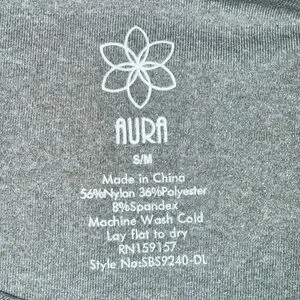 AURA
S/M
Made in China
56%Nylon 36%Polyester
8%Spandex
Machine Wash Cold
Lay flat to dry
RN159157
Style No:SBS9240-DL